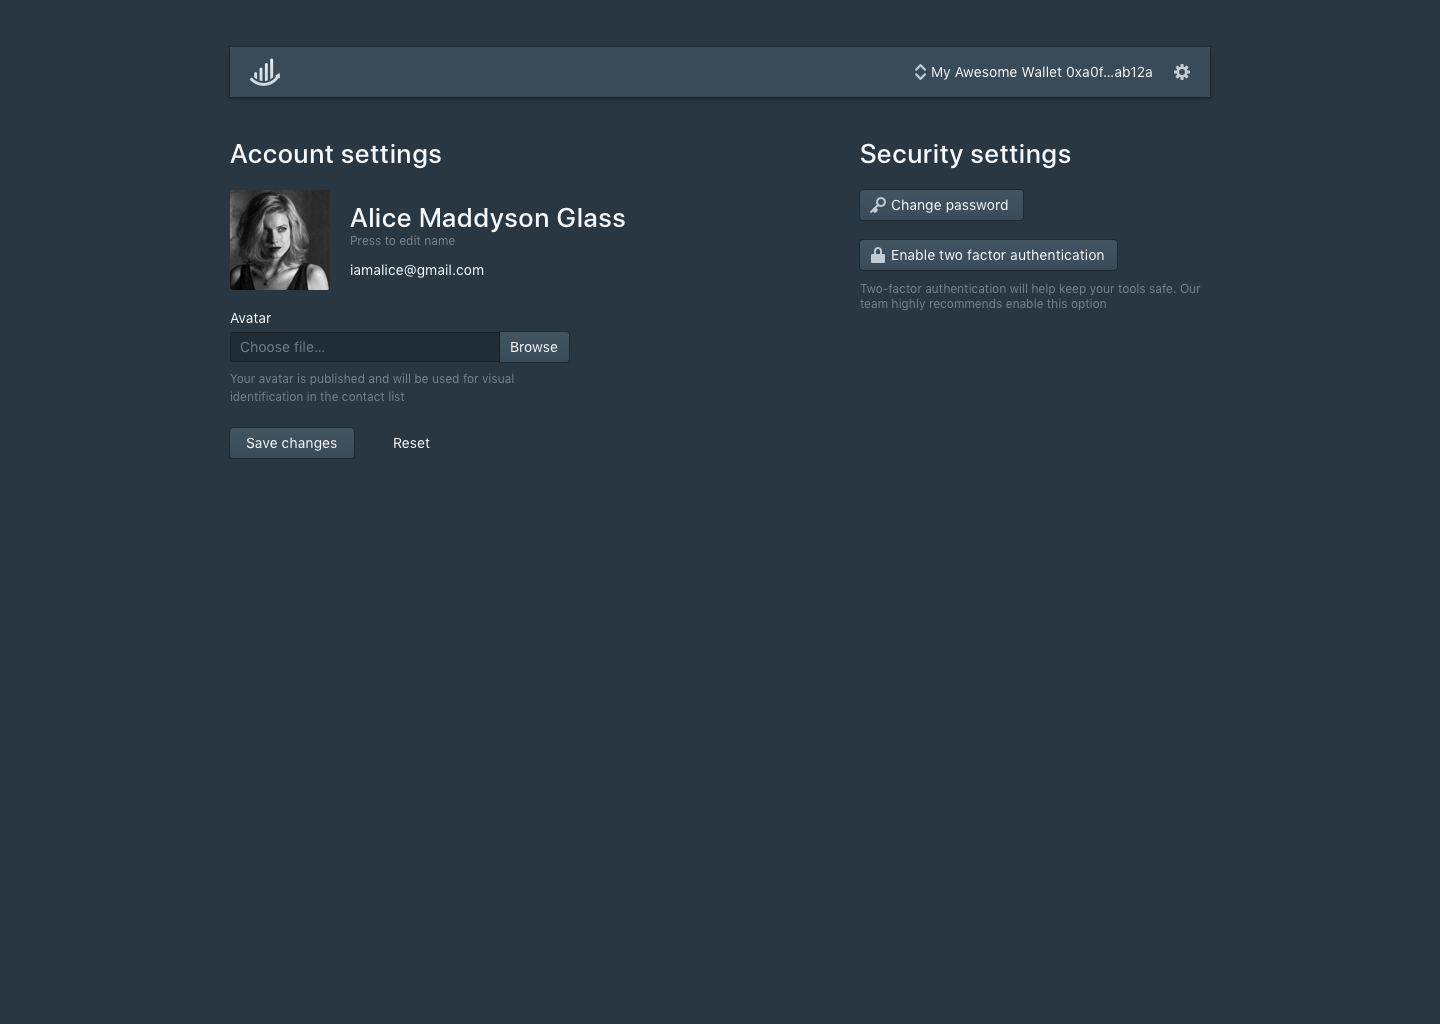 My Awesome Wallet 0xa0f...ab12a
Account settings
Alice Maddyson Glass
Press to edit name
iamalice@gmail.com
Avatar
Choose file...
Browse
Your avatar is published and will be used for visual
identification in the contact list
Save changes
Reset
Security settings
Change password
Enable two factor authentication
Two-factor authentication will help keep your tools safe. Our
team highly recommends enable this option